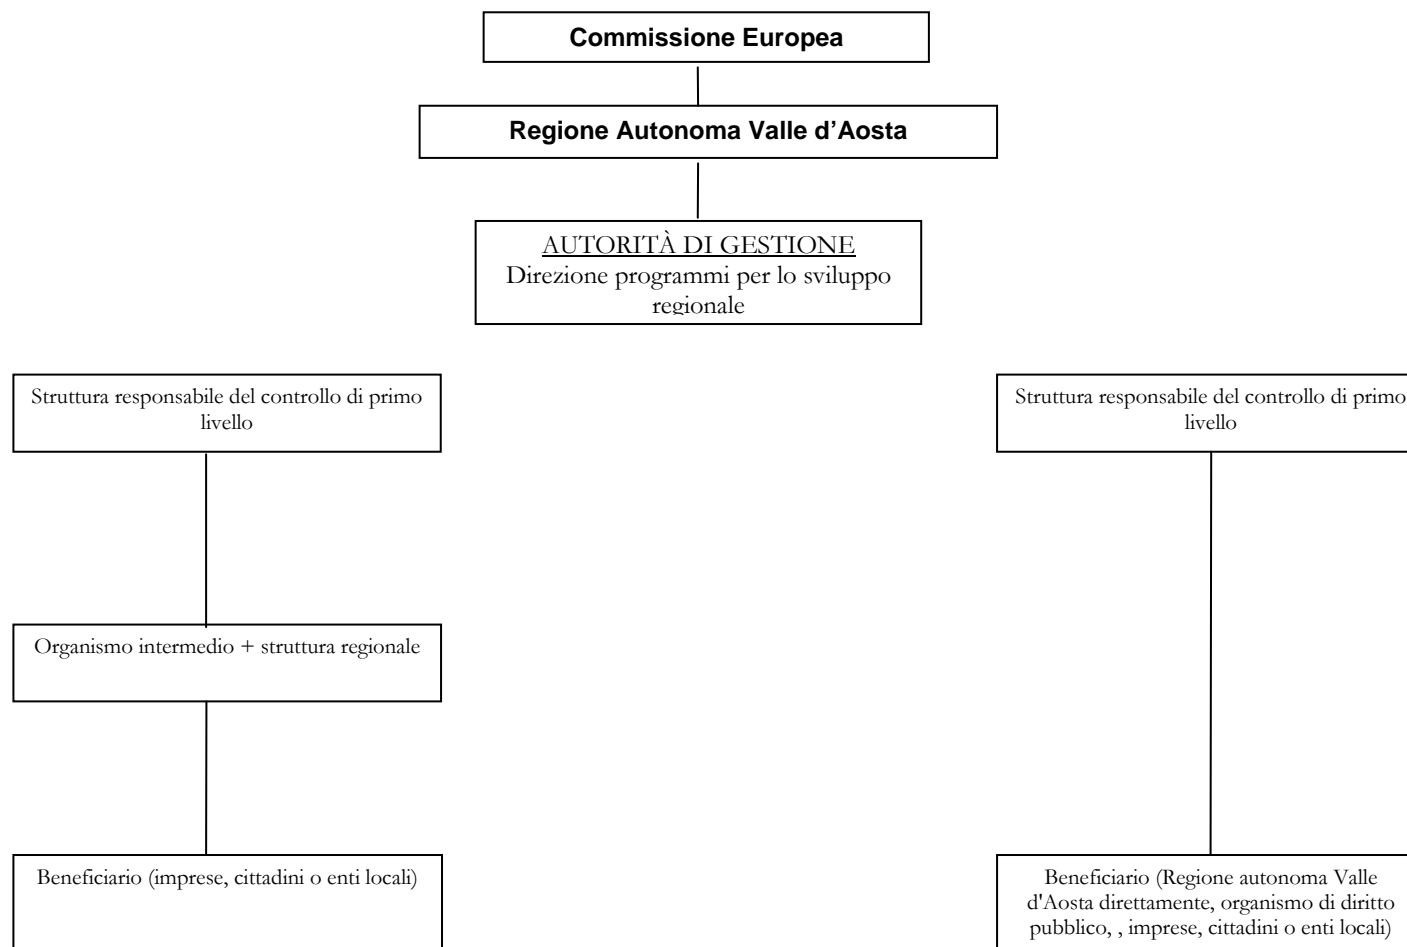 Commissione Europea
Regione Autonoma Valle d’Aosta
AUTORITÀ DI GESTIONE
Direzione programmi per lo sviluppo
regionale
Struttura responsabile del controllo di primo
livello
Struttura responsabile del controllo di primo
livello
Organismo intermedio + struttura regionale
Beneficiario (imprese, cittadini o enti locali)
Beneficiario (Regione autonoma Valle
d'Aosta direttamente, organismo di diritto
pubblico, , imprese, cittadini o enti locali)